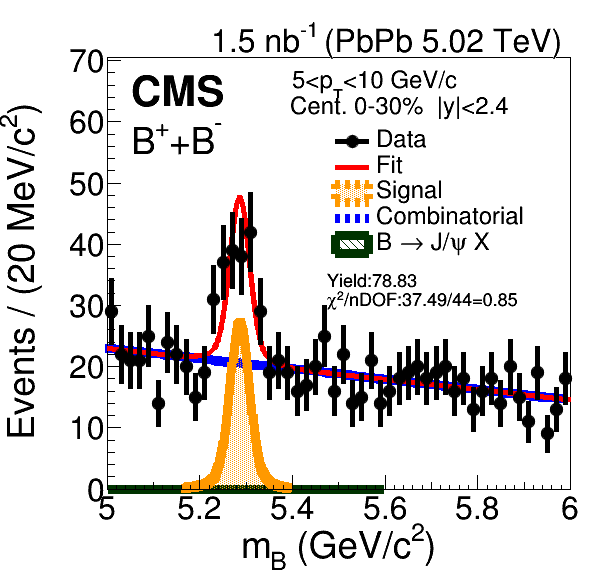 1.5 nb⁻¹ (PbPb 5.02 TeV)
CMS
B⁺+B⁻
5<p_T<10 GeV/c
Cent. 0-30% |y|<2.4
Data
Fit
Signal
Combinatorial
B → J/ψ X
Yield:78.83
χ²/nDOF:37.49/44=0.85
Events / (20 MeV/c²)
70
60
50
40
30
20
10
0
5
5.2
5.4
5.6
5.8
6
m_B (GeV/c²)